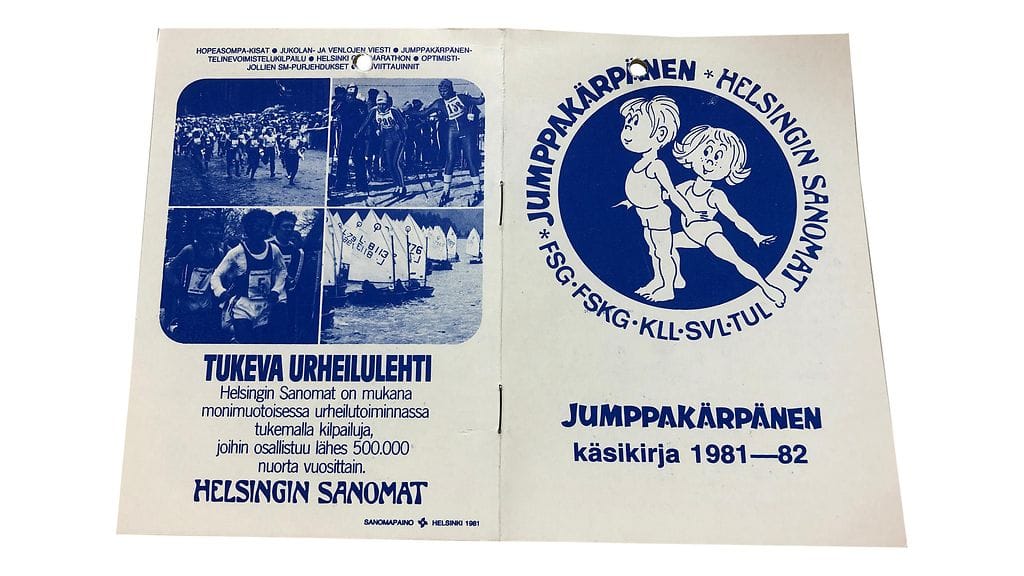 HOPEASOMPA-KISAT ● JUKOLAN- JA VENLOJEN VIESTI ● JUMPPAKÄRPÄNEN-
TELINEVOIMISTELUKILPAILU ● HELSINKI MARATHON ● OPTIMISTI-
JOLLIEN SM-PURJEHDUKSET
TUKEVA URHEILULEHTI
Helsingin Sanomat on mukana
monimuotoisessa urheilutoiminnassa
tukemalla kilpailuja,
joihin osallistuu lähes 500.000
nuorta vuosittain.
HELSINGIN SANOMAT
SANOMAPAINO HELSINKI 1981
JUMPPAKÄRPÄNEN * HELSINGIN SANOMAT
* FSG · FSKG · KLL · SVL · TUL
JUMPPAKÄRPÄNEN
käsikirja 1981—82